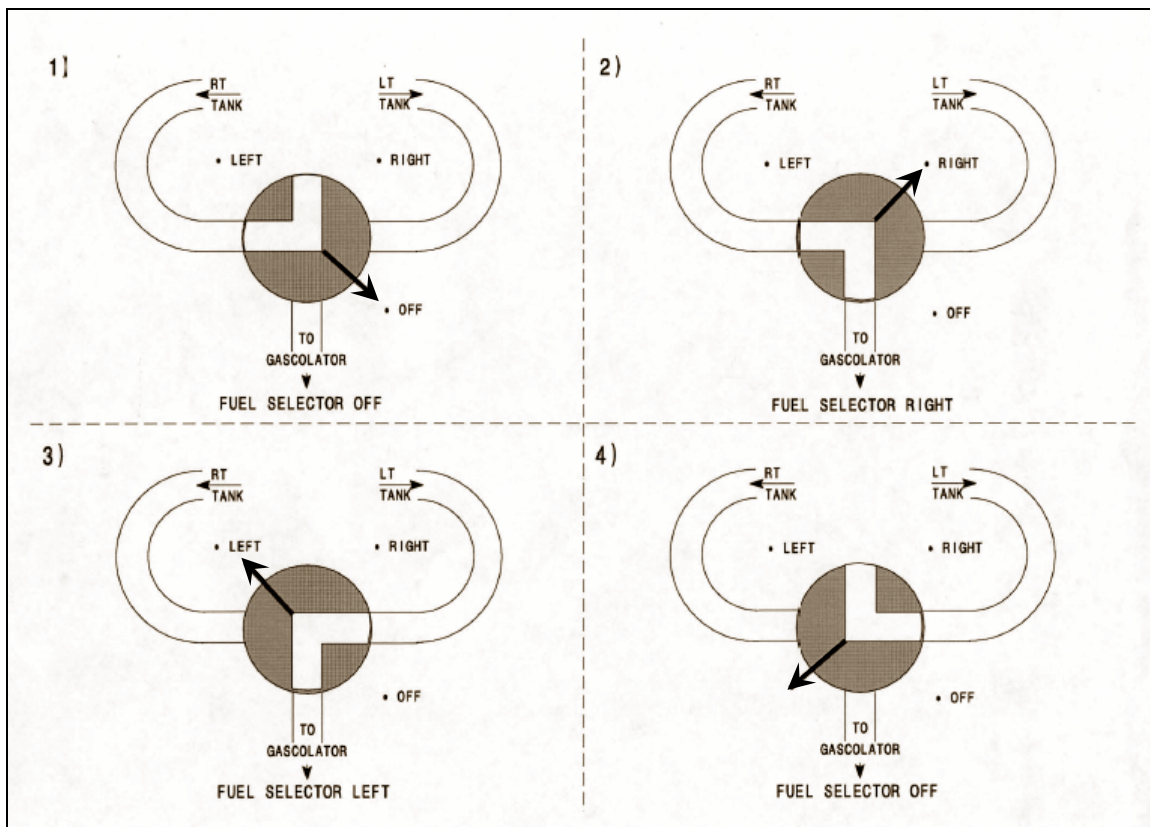 1)
RT
TANK
LT
TANK
• LEFT
• RIGHT
• OFF
TO
GASCOLATOR
FUEL SELECTOR OFF
2)
RT
TANK
LT
TANK
• LEFT
• RIGHT
• OFF
TO
GASCOLATOR
FUEL SELECTOR RIGHT
3)
RT
TANK
LT
TANK
• LEFT
• RIGHT
• OFF
TO
GASCOLATOR
FUEL SELECTOR LEFT
4)
RT
TANK
LT
TANK
• LEFT
• RIGHT
• OFF
TO
GASCOLATOR
FUEL SELECTOR OFF